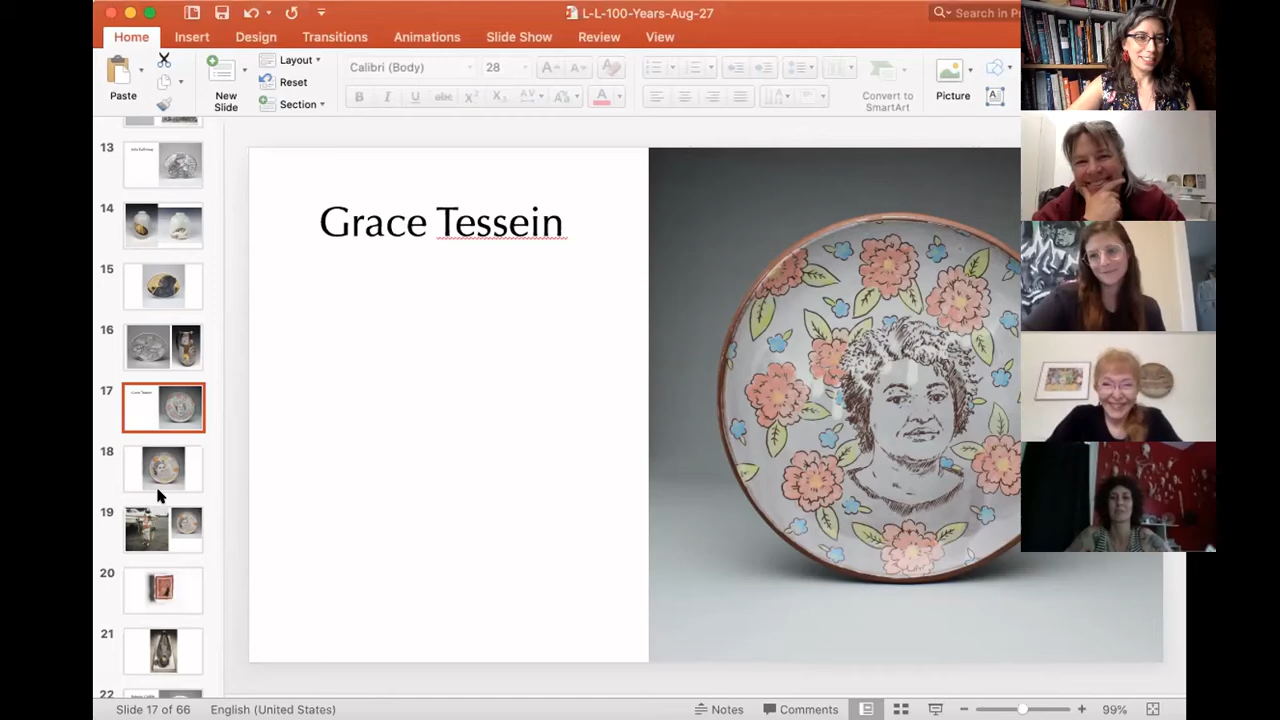 L-L-100-Years-Aug-27
Search in Pr
Home Insert Design Transitions Animations Slide Show Review View
Paste
New
Slide
Layout
Reset
Section
Calibri (Body) 28
Convert to
SmartArt
Picture
13
14
15
16
17
18
19
20
21
22
Grace Tessein
Slide 17 of 66 English (United States) Notes Comments 99%